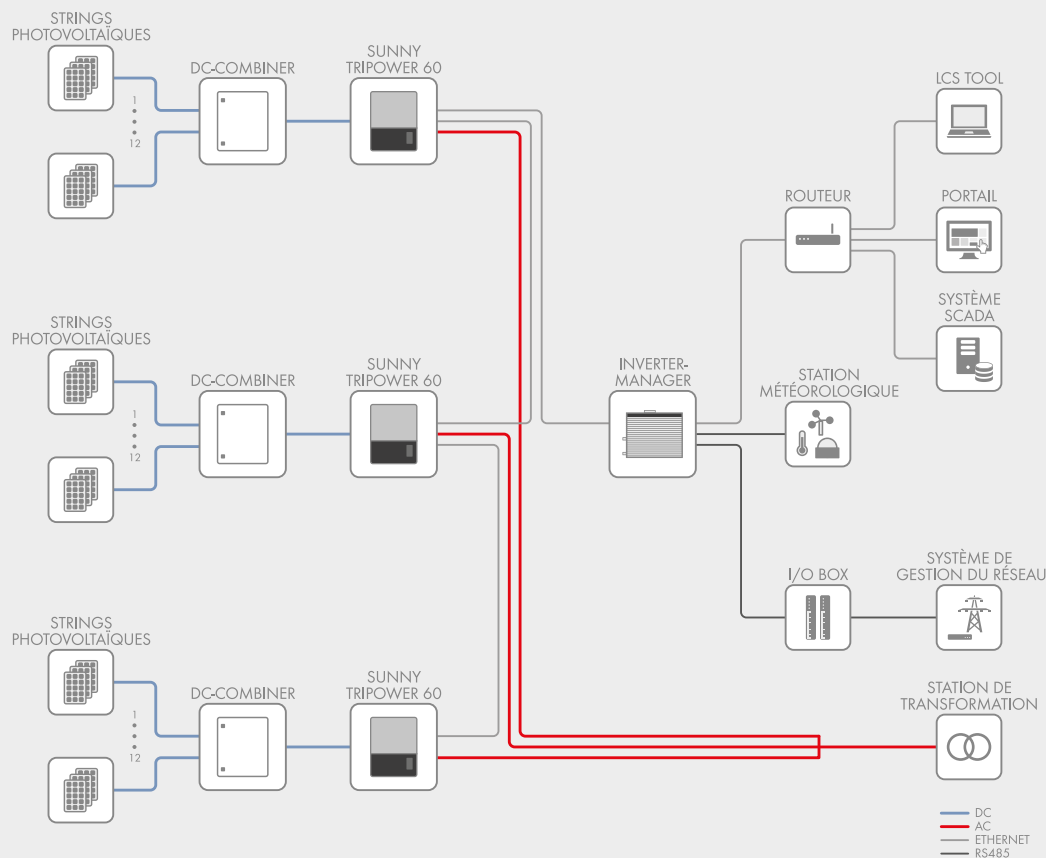 STRINGS
PHOTOVOLTAÏQUES
DC-COMBINER
SUNNY
TRIPOWER 60
1
12
LCS TOOL
ROUTEUR
PORTAIL
SYSTÈME
SCADA
STRINGS
PHOTOVOLTAÏQUES
DC-COMBINER
SUNNY
TRIPOWER 60
1
12
INVERTER-
MANAGER
STATION
MÉTÉOROLOGIQUE
I/O BOX
SYSTÈME DE
GESTION DU RÉSEAU
STRINGS
PHOTOVOLTAÏQUES
DC-COMBINER
SUNNY
TRIPOWER 60
1
12
STATION DE
TRANSFORMATION
DC
AC
ETHERNET
RS485